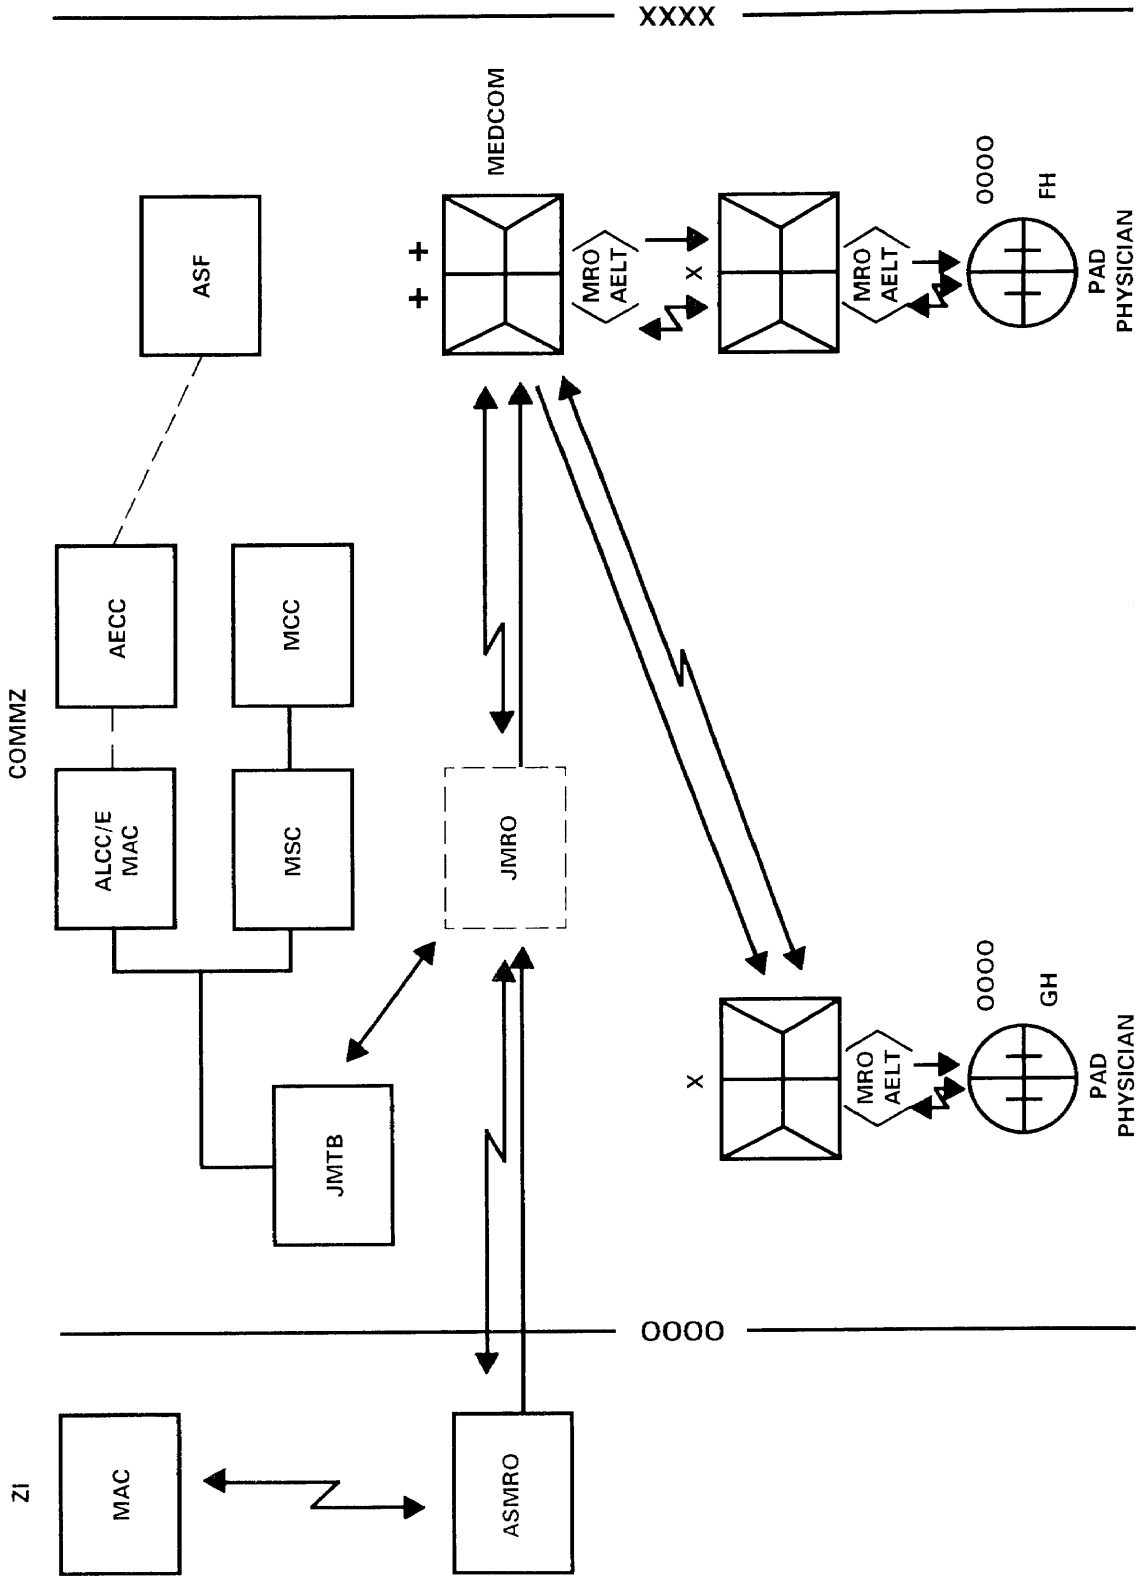 ZI
COMMZ
MAC
ALCC/E
MAC
AECC
ASF
MSC
MCC
JMTB
ASMRO
JMRO
++
MEDCOM
MRO
AELT
OOOO
XXXX
X
X
MRO
AELT
MRO
AELT
OOOO
GH
OOOO
FH
PAD
PHYSICIAN
PAD
PHYSICIAN